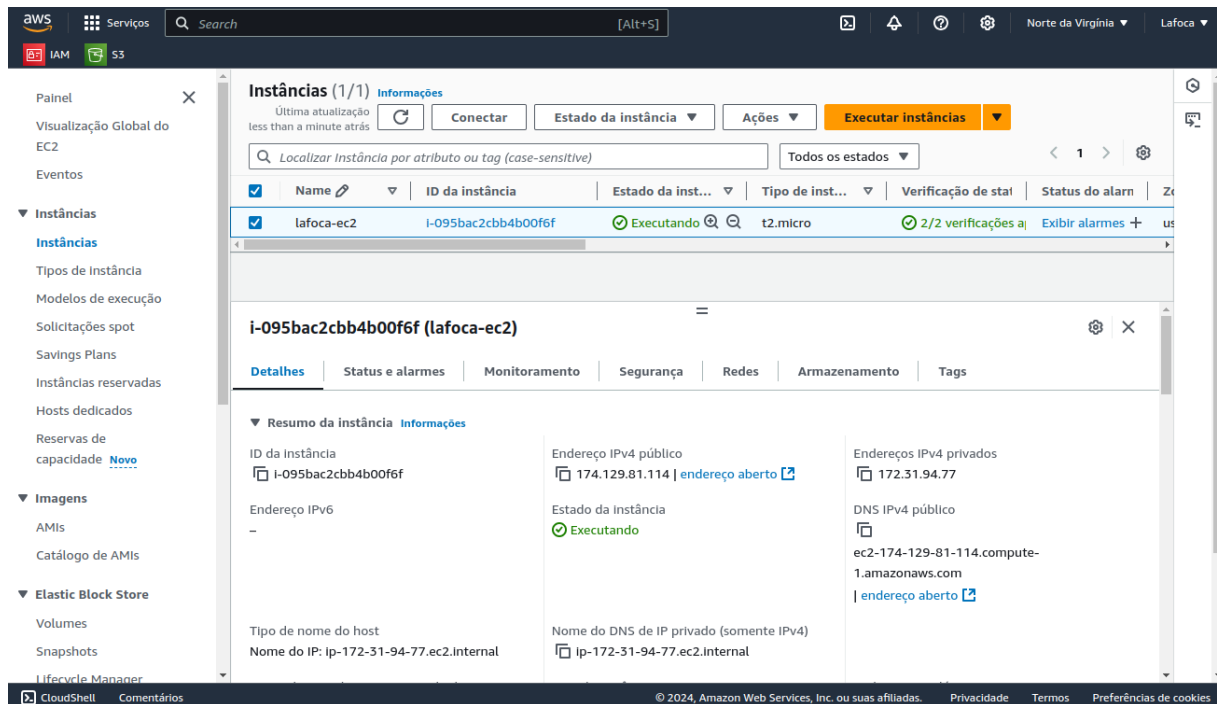 aws
Serviços
Search
[Alt+S]
Norte da Virgínia
Lafoca
IAM
S3
Painel
Visualização Global do
EC2
Eventos
Instâncias
Instâncias
Tipos de instância
Modelos de execução
Solicitações spot
Savings Plans
Instâncias reservadas
Hosts dedicados
Reservas de
capacidade Novo
Imagens
AMIs
Catálogo de AMIs
Elastic Block Store
Volumes
Snapshots
Lifecycle Manager
Instâncias (1/1) Informações
Última atualização
less than a minute atrás
Conectar
Estado da instância
Ações
Executar instâncias
Localizar Instância por atributo ou tag (case-sensitive)
Todos os estados
1
Name
ID da instância
Estado da inst...
Tipo de inst...
Verificação de stat
Status do alarn
Zo
lafoca-ec2
i-095bac2cbb4b00f6f
Executando
t2.micro
2/2 verificações a
Exibir alarmes
us
i-095bac2cbb4b00f6f (lafoca-ec2)
Detalhes
Status e alarmes
Monitoramento
Segurança
Redes
Armazenamento
Tags
Resumo da instância Informações
ID da instância
i-095bac2cbb4b00f6f
Endereço IPv4 público
174.129.81.114 | endereço aberto
Endereços IPv4 privados
172.31.94.77
Endereço IPv6
–
Estado da instância
Executando
DNS IPv4 público
ec2-174-129-81-114.compute-
1.amazonaws.com
| endereço aberto
Tipo de nome do host
Nome do IP: ip-172-31-94-77.ec2.internal
Nome do DNS de IP privado (somente IPv4)
ip-172-31-94-77.ec2.internal
CloudShell
Comentários
© 2024, Amazon Web Services, Inc. ou suas afiliadas.
Privacidade
Termos
Preferências de cookies